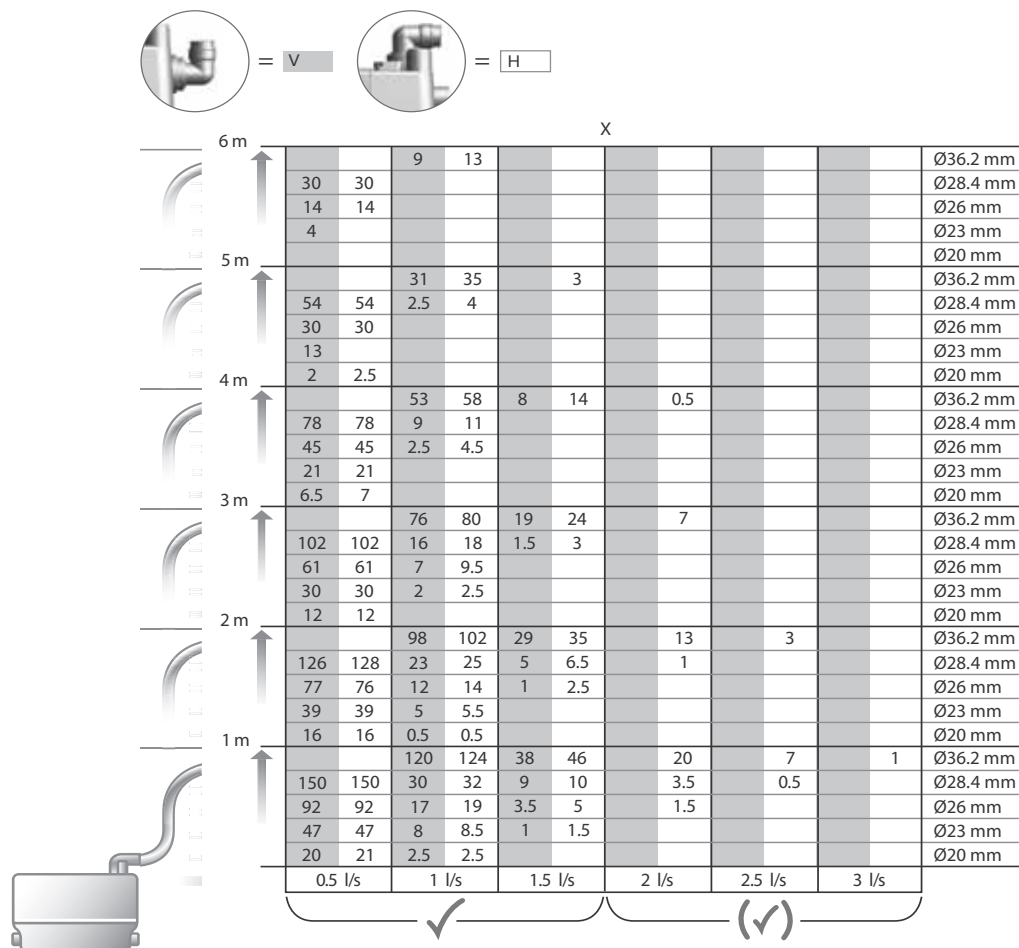 = V = H
X
6 m
9 13 Ø36.2 mm
30 30 Ø28.4 mm
14 14 Ø26 mm
4 Ø23 mm
Ø20 mm
5 m
31 35 3 Ø36.2 mm
54 54 2.5 4 Ø28.4 mm
30 30 Ø26 mm
13 Ø23 mm
2 2.5 Ø20 mm
4 m
53 58 8 14 0.5 Ø36.2 mm
78 78 9 11 Ø28.4 mm
45 45 2.5 4.5 Ø26 mm
21 21 Ø23 mm
6.5 7 Ø20 mm
3 m
76 80 19 24 7 Ø36.2 mm
102 102 16 18 1.5 3 Ø28.4 mm
61 61 7 9.5 Ø26 mm
30 30 2 2.5 Ø23 mm
12 12 Ø20 mm
2 m
98 102 29 35 13 3 Ø36.2 mm
126 128 23 25 5 6.5 1 Ø28.4 mm
77 76 12 14 1 2.5 Ø26 mm
39 39 5 5.5 Ø23 mm
16 16 0.5 0.5 Ø20 mm
1 m
120 124 38 46 20 7 1 Ø36.2 mm
150 150 30 32 9 10 3.5 0.5 Ø28.4 mm
92 92 17 19 3.5 5 1.5 Ø26 mm
47 47 8 8.5 1 1.5 Ø23 mm
20 21 2.5 2.5 Ø20 mm
0.5 l/s 1 l/s 1.5 l/s 2 l/s 2.5 l/s 3 l/s
✓ (✓)